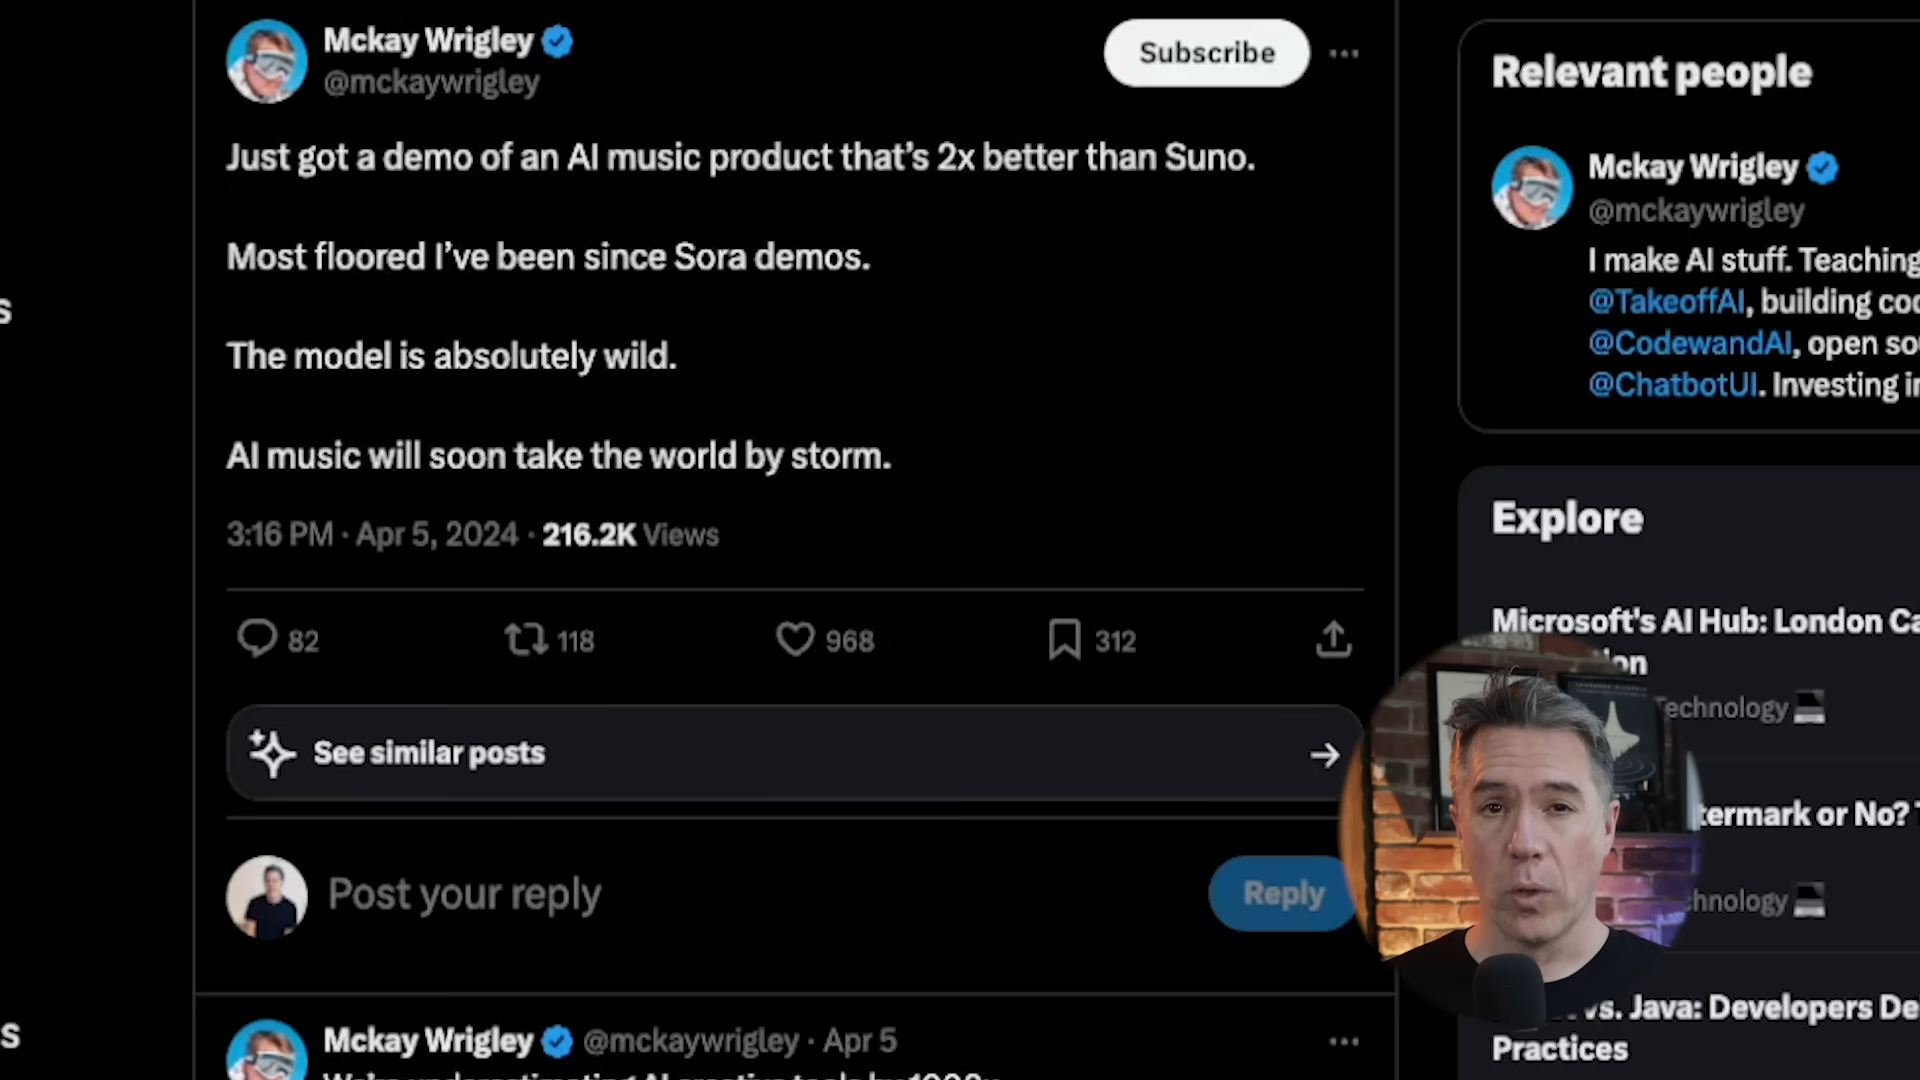 Mckay Wrigley
@mckaywrigley
Subscribe
Just got a demo of an AI music product that's 2x better than Suno.
Most floored I've been since Sora demos.
The model is absolutely wild.
AI music will soon take the world by storm.
3:16 PM · Apr 5, 2024 · 216.2K Views
82 118 968 312
See similar posts
Post your reply
Reply
Mckay Wrigley @mckaywrigley · Apr 5
Relevant people
Mckay Wrigley
@mckaywrigley
I make AI stuff. Teaching
@TakeoffAI, building
@CodewandAI, open
@ChatbotUI. Investing
Explore
Microsoft's AI Hub: London
Technology
or No?
vs. Java: Developers
Practices